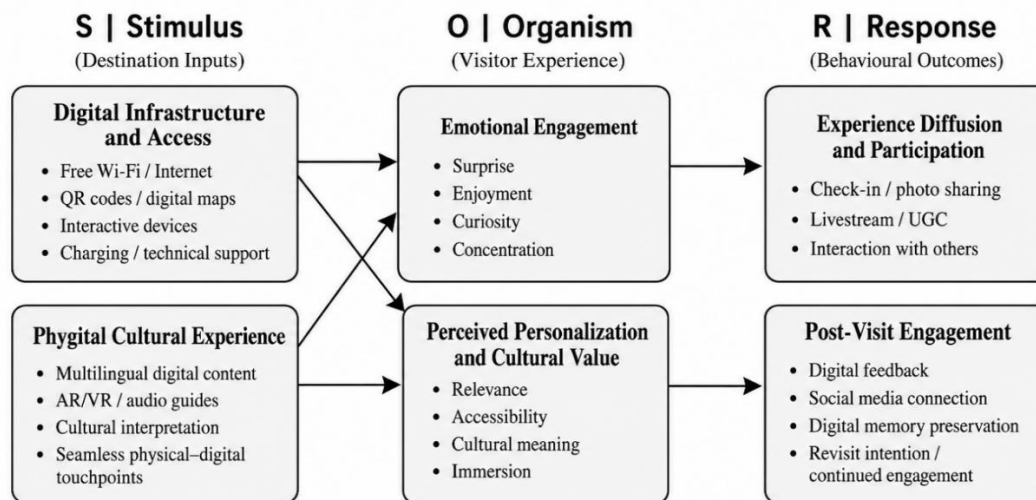 S | Stimulus
(Destination Inputs)
Digital Infrastructure
and Access
• Free Wi-Fi / Internet
• QR codes / digital maps
• Interactive devices
• Charging / technical support
Phygital Cultural Experience
• Multilingual digital content
• AR/VR / audio guides
• Cultural interpretation
• Seamless physical–digital
touchpoints
O | Organism
(Visitor Experience)
Emotional Engagement
• Surprise
• Enjoyment
• Curiosity
• Concentration
Perceived Personalization
and Cultural Value
• Relevance
• Accessibility
• Cultural meaning
• Immersion
R | Response
(Behavioural Outcomes)
Experience Diffusion
and Participation
• Check-in / photo sharing
• Livestream / UGC
• Interaction with others
Post-Visit Engagement
• Digital feedback
• Social media connection
• Digital memory preservation
• Revisit intention /
continued engagement